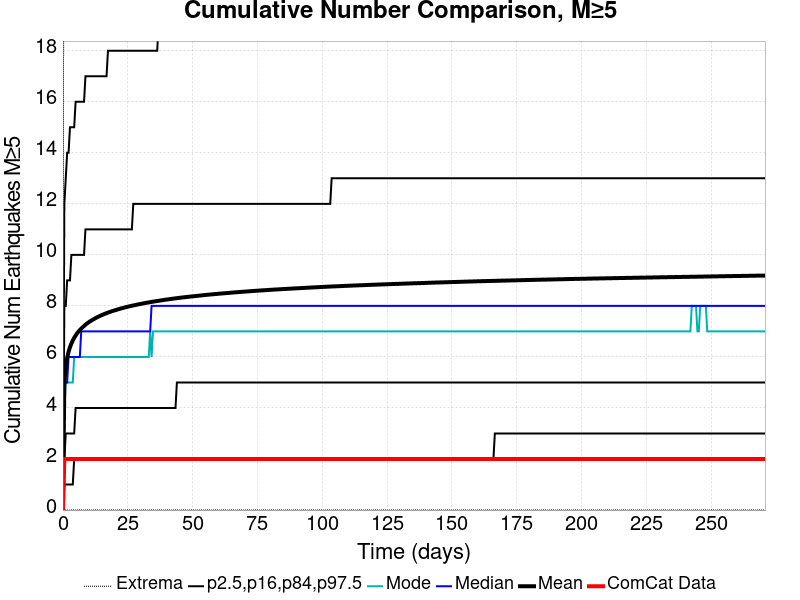 Cumulative Number Comparison, M≥5
Cumulative Num Earthquakes M≥5
18
16
14
12
10
8
6
4
2
0
0 25 50 75 100 125 150 175 200 225 250
Time (days)
Extrema p2.5,p16,p84,p97.5 Mode Median Mean ComCat Data